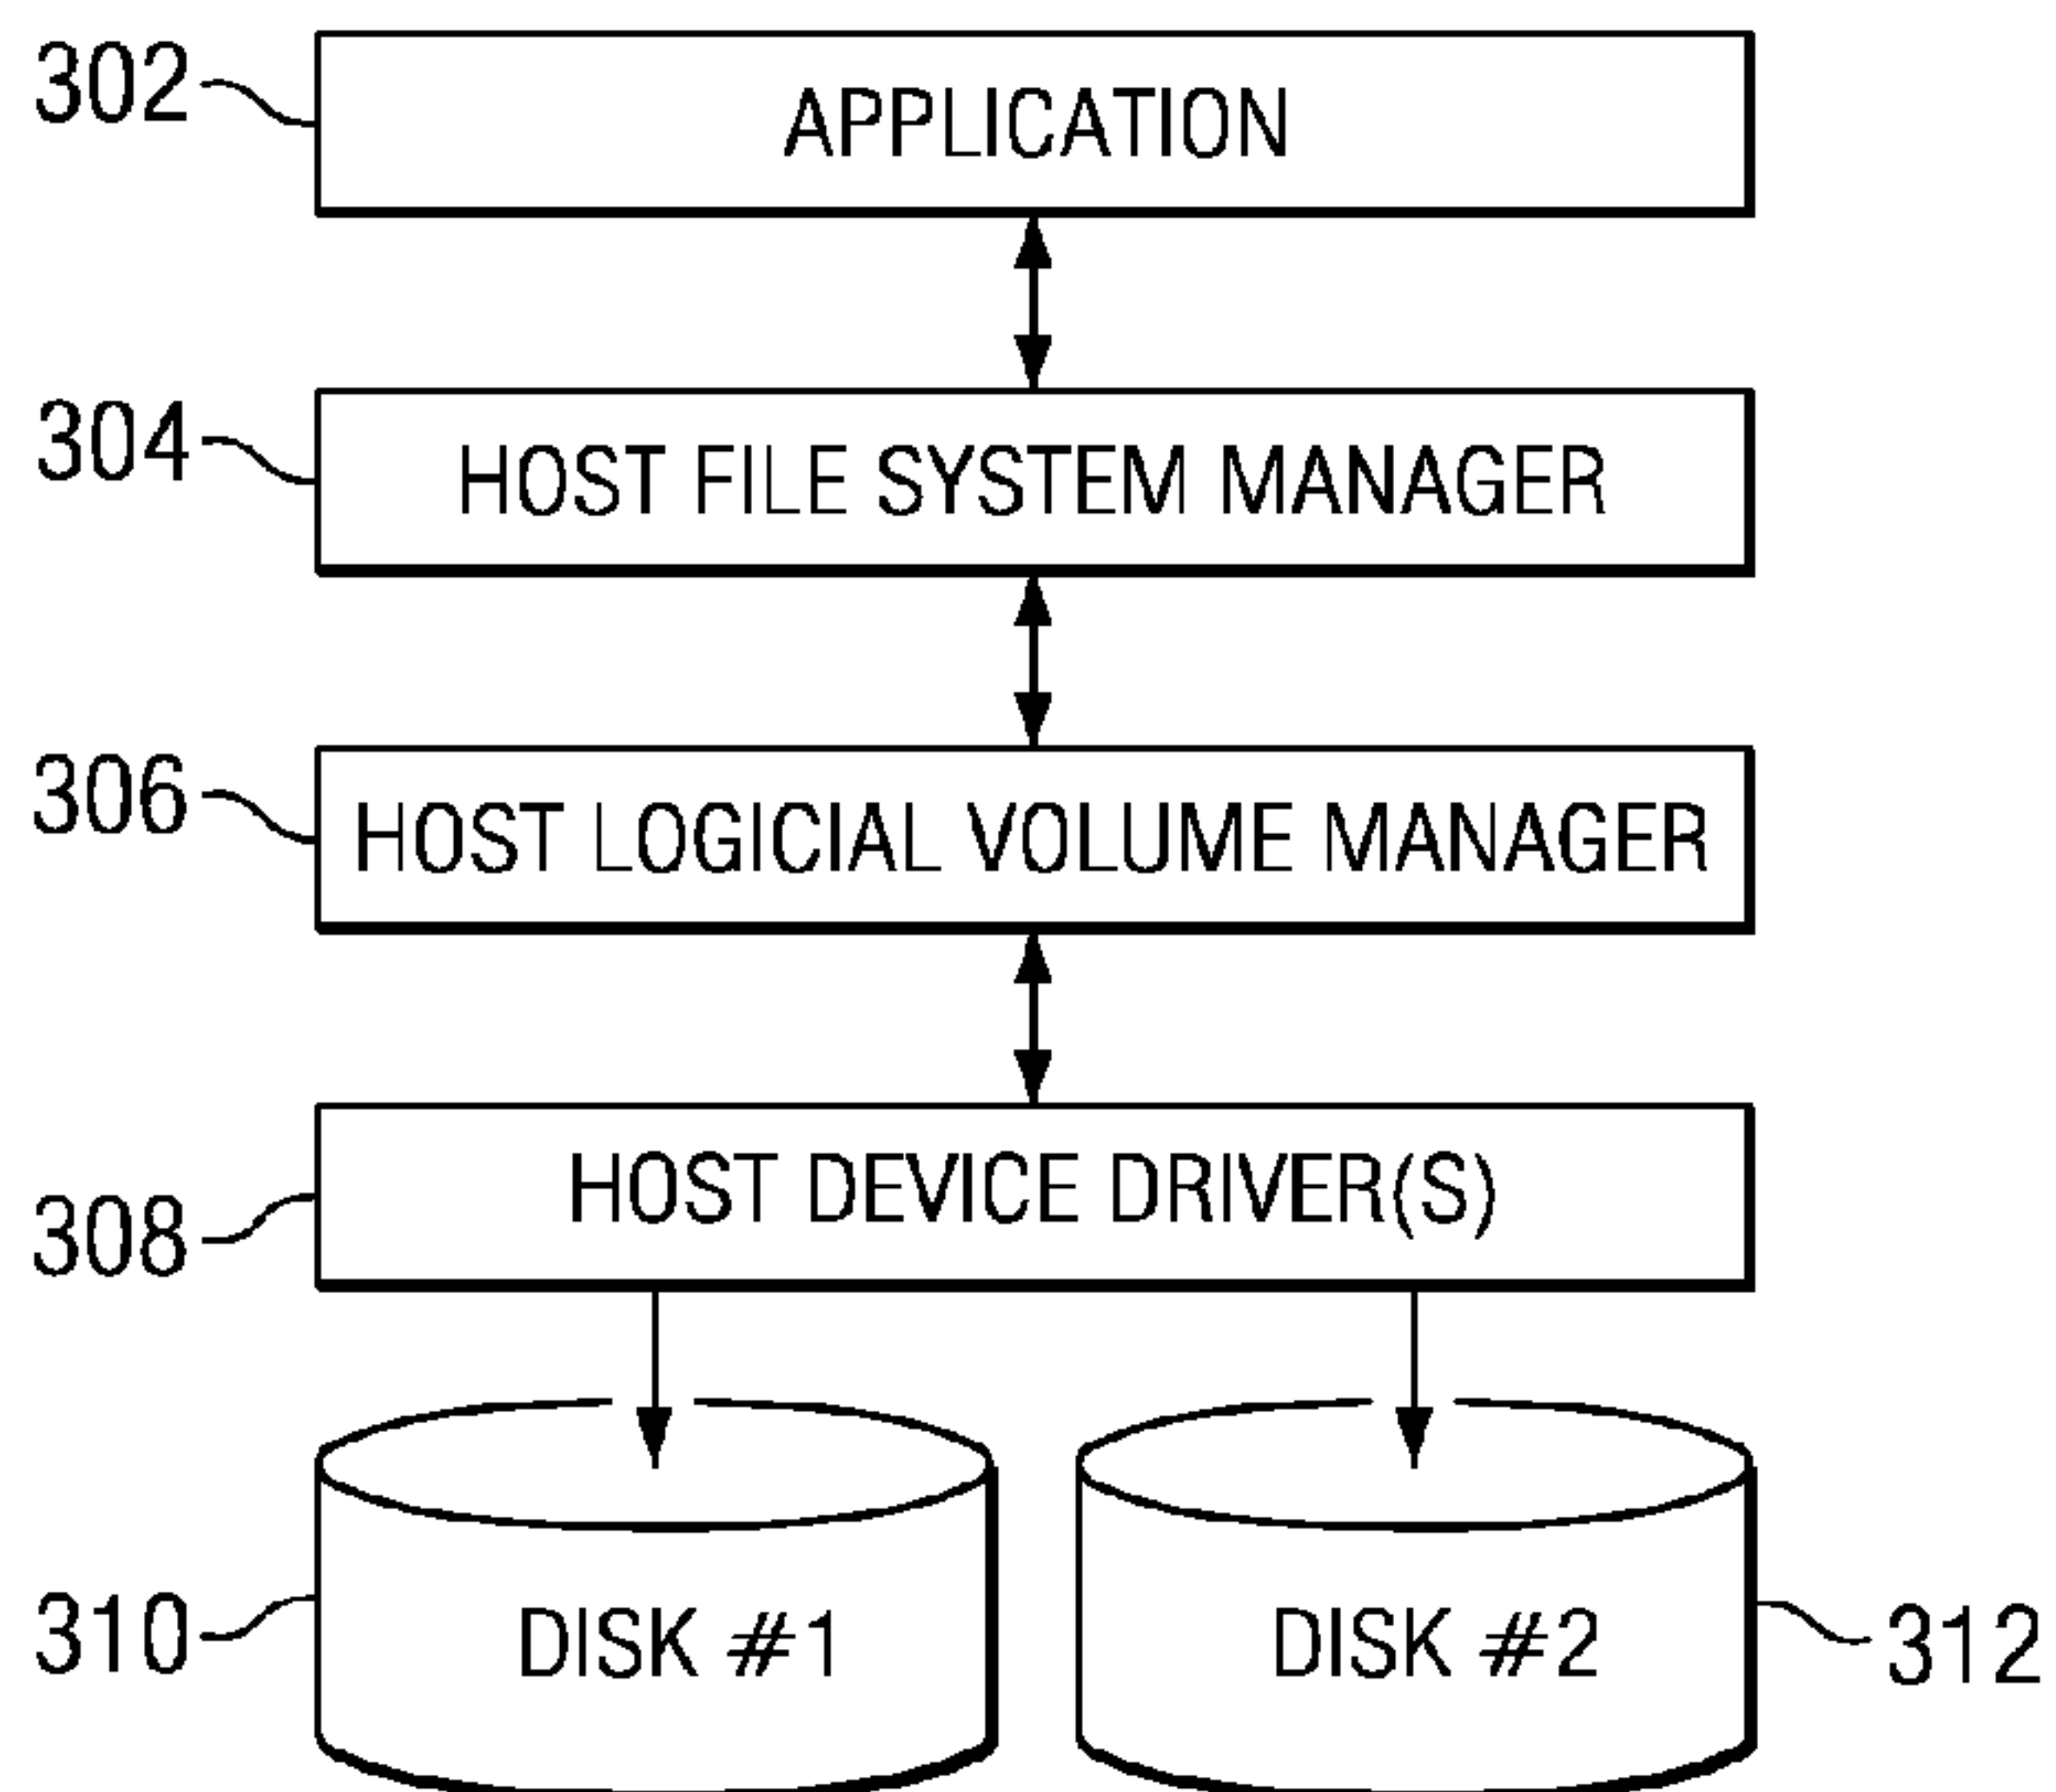 302
APPLICATION
304
HOST FILE SYSTEM MANAGER
306
HOST LOGICIAL VOLUME MANAGER
308
HOST DEVICE DRIVER(S)
310
DISK #1
DISK #2
312